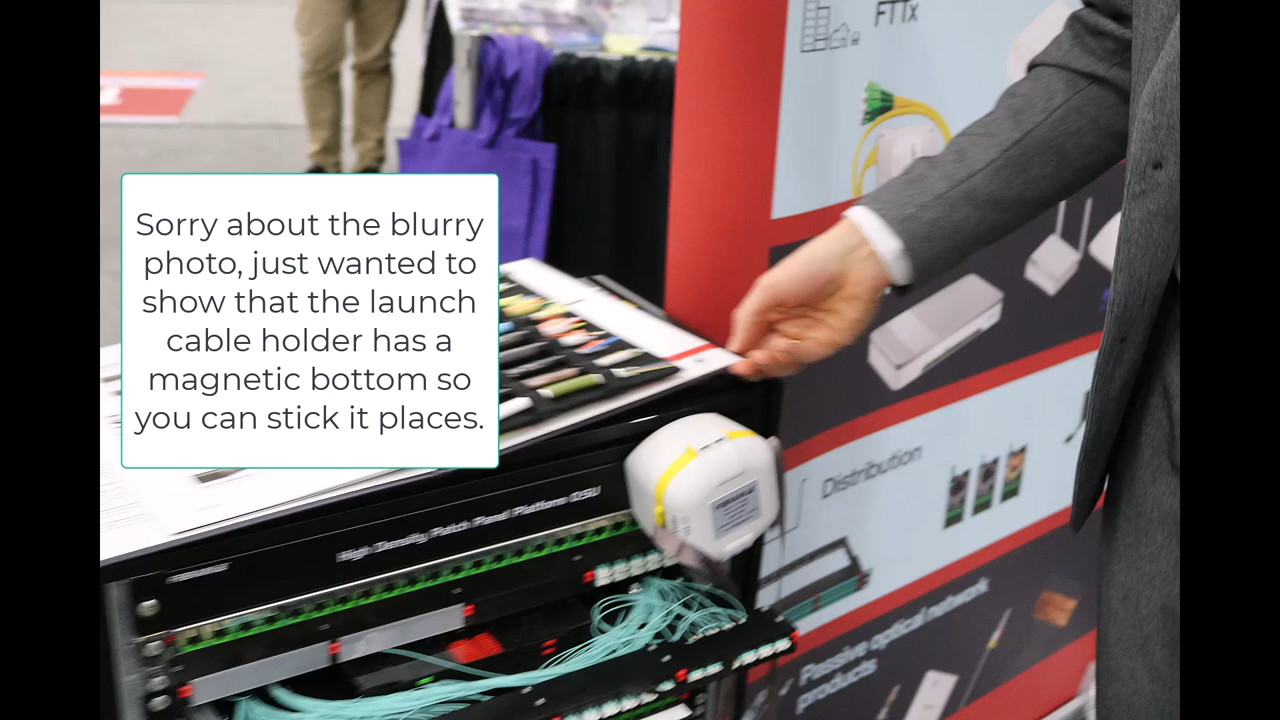 FTTx
Sorry about the blurry
photo, just wanted to
show that the launch
cable holder has a
magnetic bottom so
you can stick it places.
Distribution
High Density Patch Panel Platform OSU
Passive optical network
products